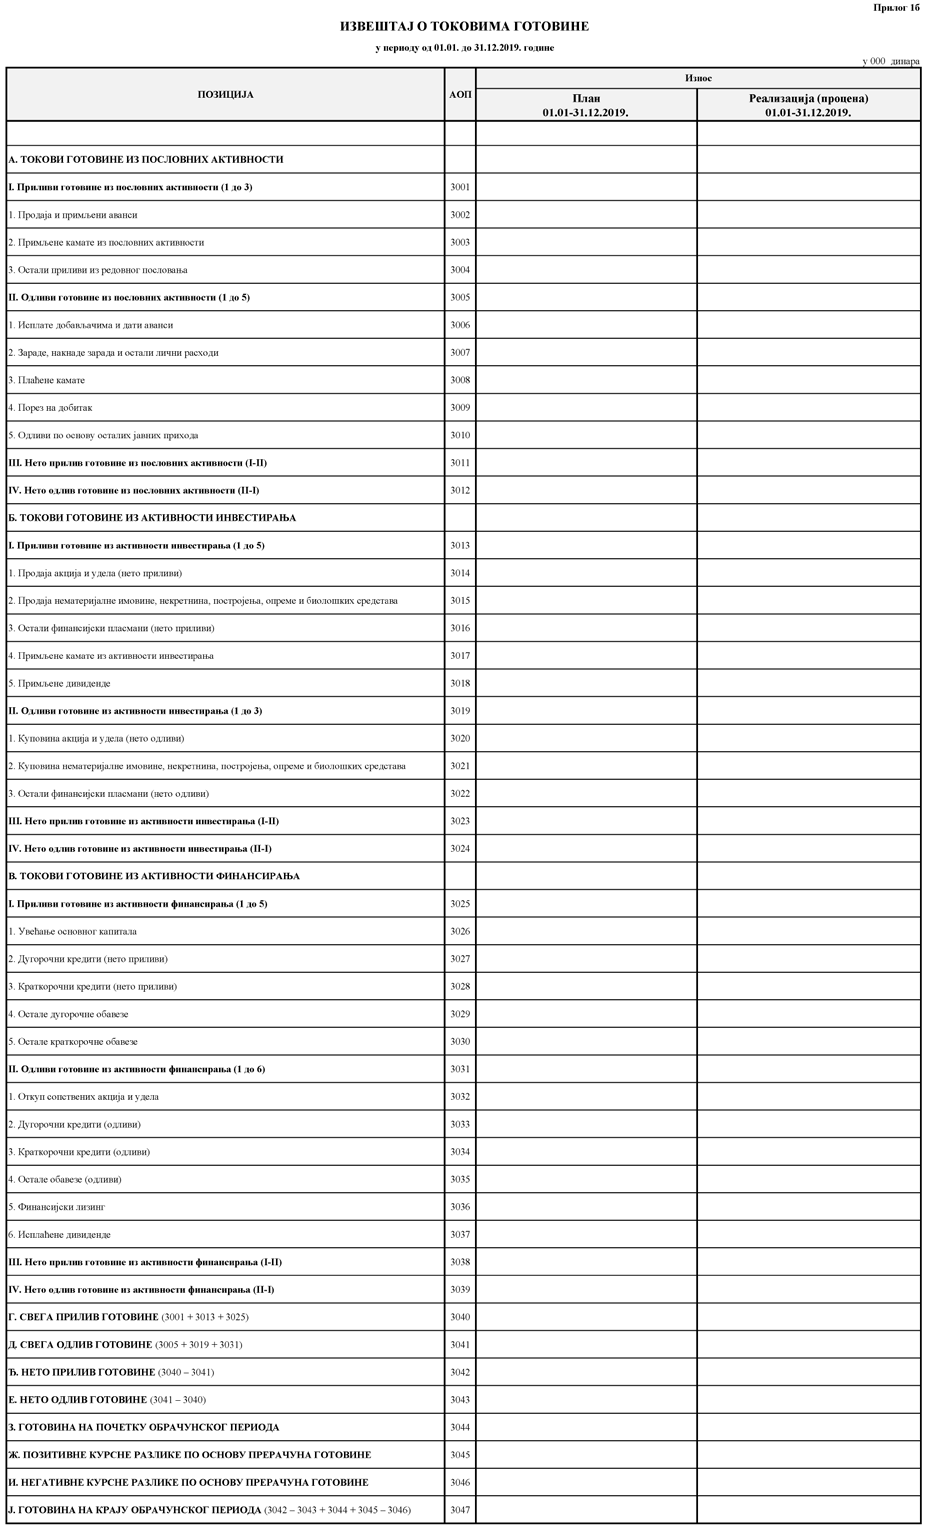 Прилог 1б
ИЗВЕШТАЈ О ТОКОВИМА ГОТОВИНЕ
у периоду од 01.01. до 31.12.2019. године
у 000 динара
ПОЗИЦИЈА АОП Износ
План Реализација (процена)
01.01-31.12.2019. 01.01-31.12.2019.
А. ТОКОВИ ГОТОВИНЕ ИЗ ПОСЛОВНИХ АКТИВНОСТИ
I. Приливи готовине из пословних активности (1 до 3) 3001
1. Продаја и примљени аванси 3002
2. Примљене камате из пословних активности 3003
3. Остали приливи из редовног пословања 3004
II. Одливи готовине из пословних активности (1 до 5) 3005
1. Исплате добављачима и дати аванси 3006
2. Зараде, накнаде зарада и остали лични расходи 3007
3. Плаћене камате 3008
4. Порез на добитак 3009
5. Одливи по основу осталих јавних прихода 3010
III. Нето прилив готовине из пословних активности (I-II) 3011
IV. Нето одлив готовине из пословних активности (II-I) 3012
Б. ТОКОВИ ГОТОВИНЕ ИЗ АКТИВНОСТИ ИНВЕСТИРАЊА
I. Приливи готовине из активности инвестирања (1 до 5) 3013
1. Продаја акција и удела (нето приливи) 3014
2. Продаја нематеријалне имовине, некретнина, постројења, опреме и биолошких средстава 3015
3. Остали финансијски пласмани (нето приливи) 3016
4. Примљене камате из активности инвестирања 3017
5. Примљене дивиденде 3018
II. Одливи готовине из активности инвестирања (1 до 3) 3019
1. Куповина акција и удела (нето одливи) 3020
2. Куповина нематеријалне имовине, некретнина, постројења, опреме и биолошких средстава 3021
3. Остали финансијски пласмани (нето одливи) 3022
III. Нето прилив готовине из активности инвестирања (I-II) 3023
IV. Нето одлив готовине из активности инвестирања (II-I) 3024
В. ТОКОВИ ГОТОВИНЕ ИЗ АКТИВНОСТИ ФИНАНСИРАЊА
I. Приливи готовине из активности финансирања (1 до 5) 3025
1. Увећање основног капитала 3026
2. Дугорочни кредити (нето приливи) 3027
3. Краткорочни кредити (нето приливи) 3028
4. Остале дугорочне обавезе 3029
5. Остале краткорочне обавезе 3030
II. Одливи готовине из активности финансирања (1 до 6) 3031
1. Откуп сопствених акција и удела 3032
2. Дугорочни кредити (одливи) 3033
3. Краткорочни кредити (одливи) 3034
4. Остале обавезе (одливи) 3035
5. Финансијски лизинг 3036
6. Исплаћене дивиденде 3037
III. Нето прилив готовине из активности финансирања (I-II) 3038
IV. Нето одлив готовине из активности финансирања (II-I) 3039
Г. СВЕГА ПРИЛИВ ГОТОВИНЕ (3001 + 3013 + 3025) 3040
Д. СВЕГА ОДЛИВ ГОТОВИНЕ (3005 + 3019 + 3031) 3041
Ђ. НЕТО ПРИЛИВ ГОТОВИНЕ (3040 – 3041) 3042
Е. НЕТО ОДЛИВ ГОТОВИНЕ (3041 – 3040) 3043
З. ГОТОВИНА НА ПОЧЕТКУ ОБРАЧУНСКОГ ПЕРИОДА 3044
Ж. ПОЗИТИВНЕ КУРСНЕ РАЗЛИКЕ ПО ОСНОВУ ПРЕРАЧУНА ГОТОВИНЕ 3045
И. НЕГАТИВНЕ КУРСНЕ РАЗЛИКЕ ПО ОСНОВУ ПРЕРАЧУНА ГОТОВИНЕ 3046
Ј. ГОТОВИНА НА КРАЈУ ОБРАЧУНСКОГ ПЕРИОДА (3042 – 3043 + 3044 + 3045 – 3046) 3047